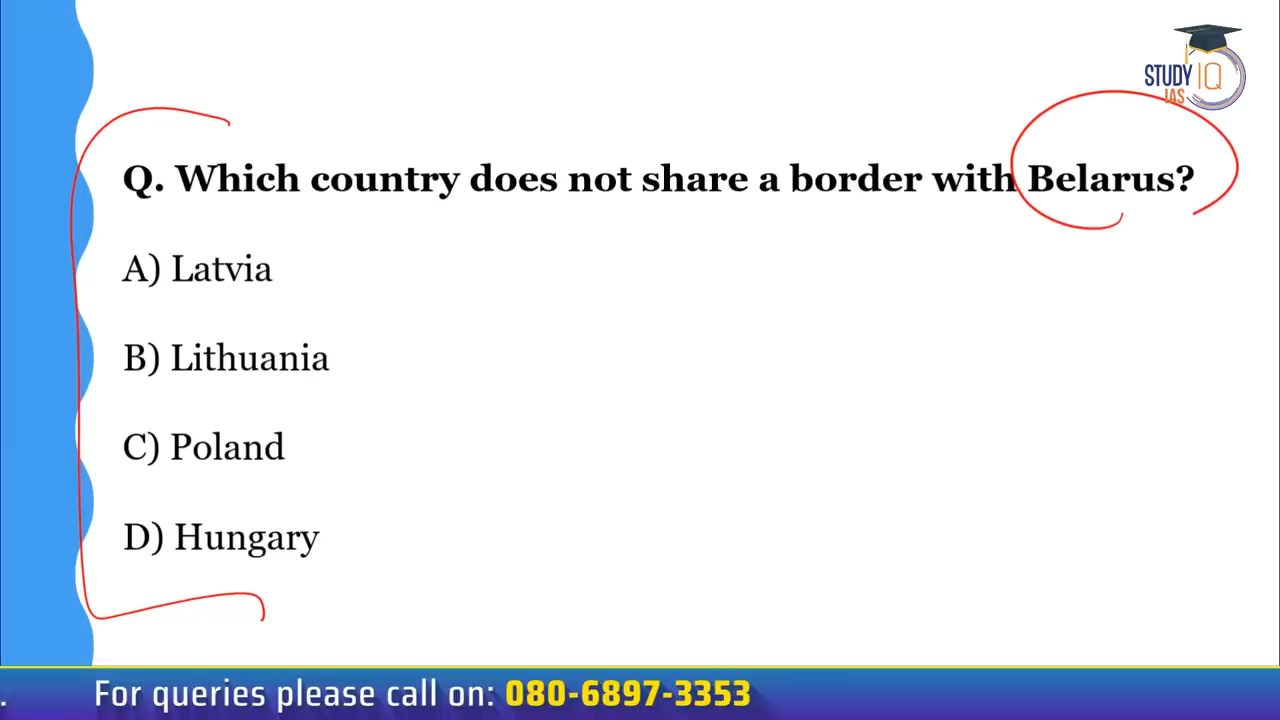 STUDY IQ
IAS
Q. Which country does not share a border with Belarus?
A) Latvia
B) Lithuania
C) Poland
D) Hungary
. For queries please call on: 080-6897-3353